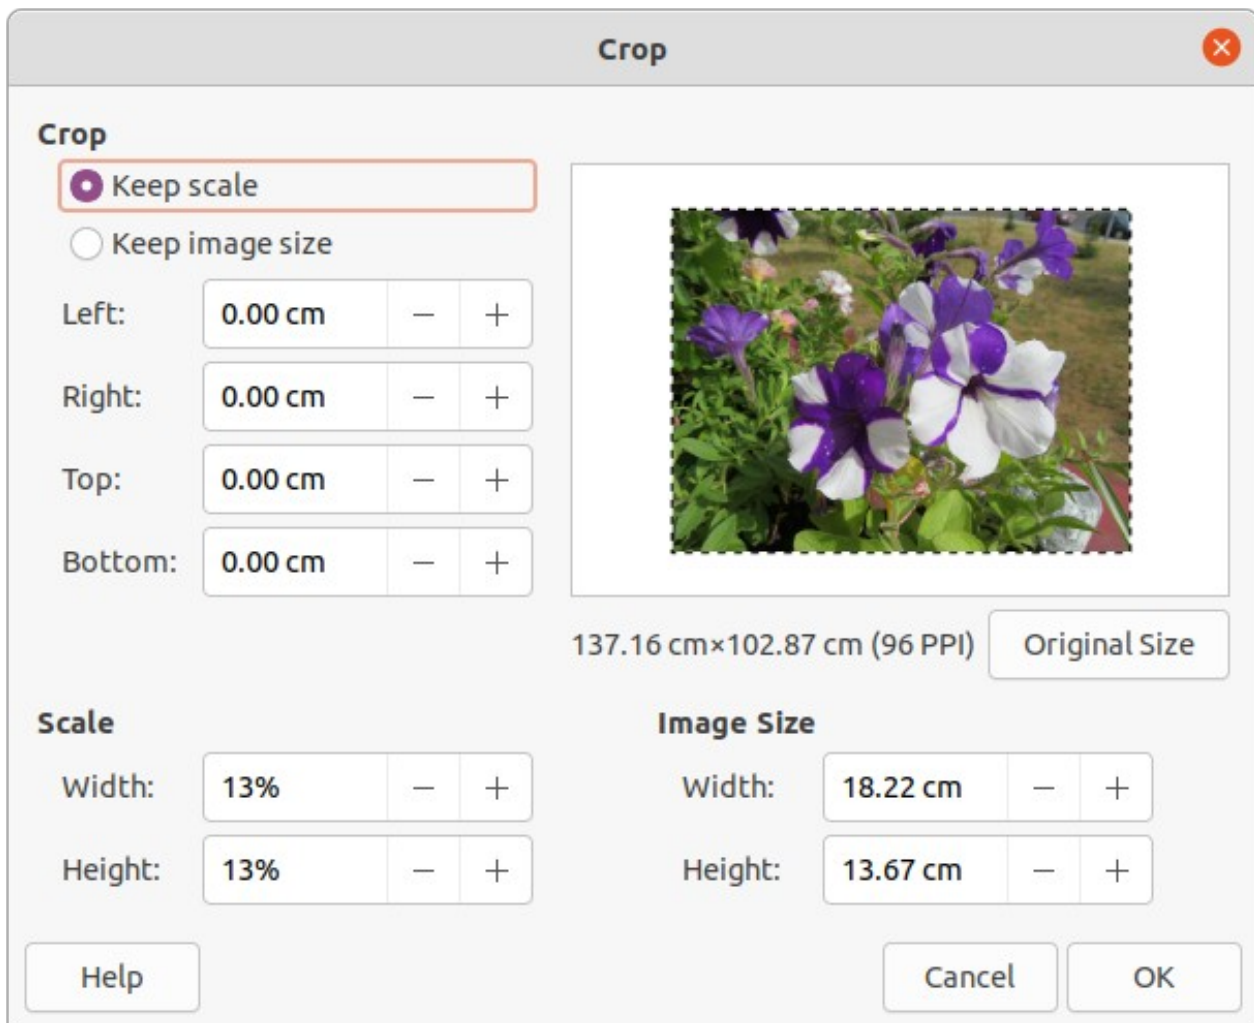 Crop
Crop
Keep scale
Keep image size
Left: 0.00 cm
Right: 0.00 cm
Top: 0.00 cm
Bottom: 0.00 cm
137.16 cm×102.87 cm (96 PPI) Original Size
Scale
Width: 13%
Height: 13%
Image Size
Width: 18.22 cm
Height: 13.67 cm
Help Cancel OK